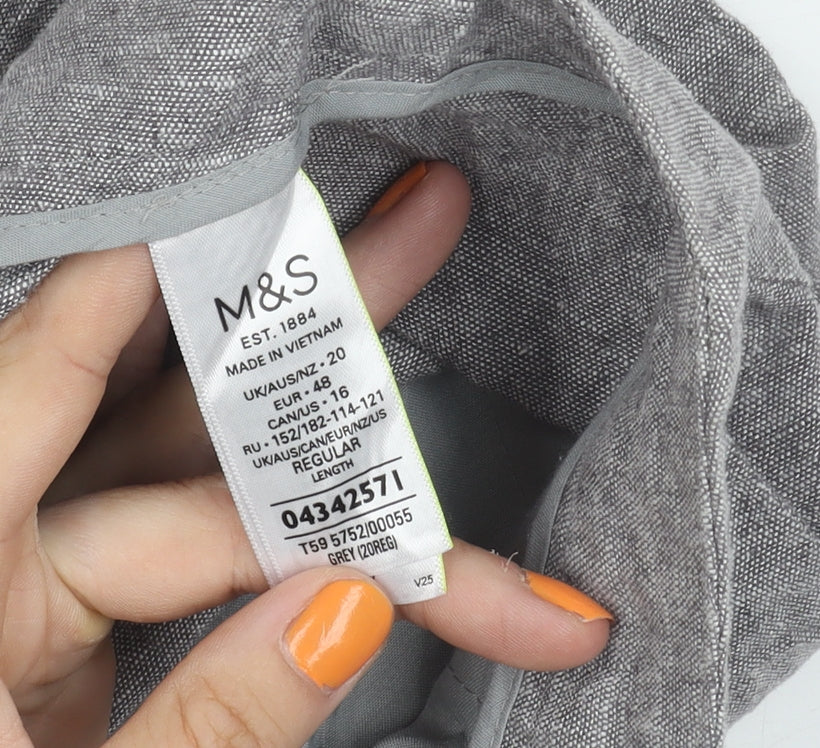 M&S
EST. 1884
MADE IN VIETNAM
UK/AUS/NZ • 20
EUR • 48
CAN/US • 16
RU • 152/182-114-121
UK/AUS/CAN/EUR/NZ/US
REGULAR
LENGTH
04342571
T59 5752/00055
GREY (20REG)
V25